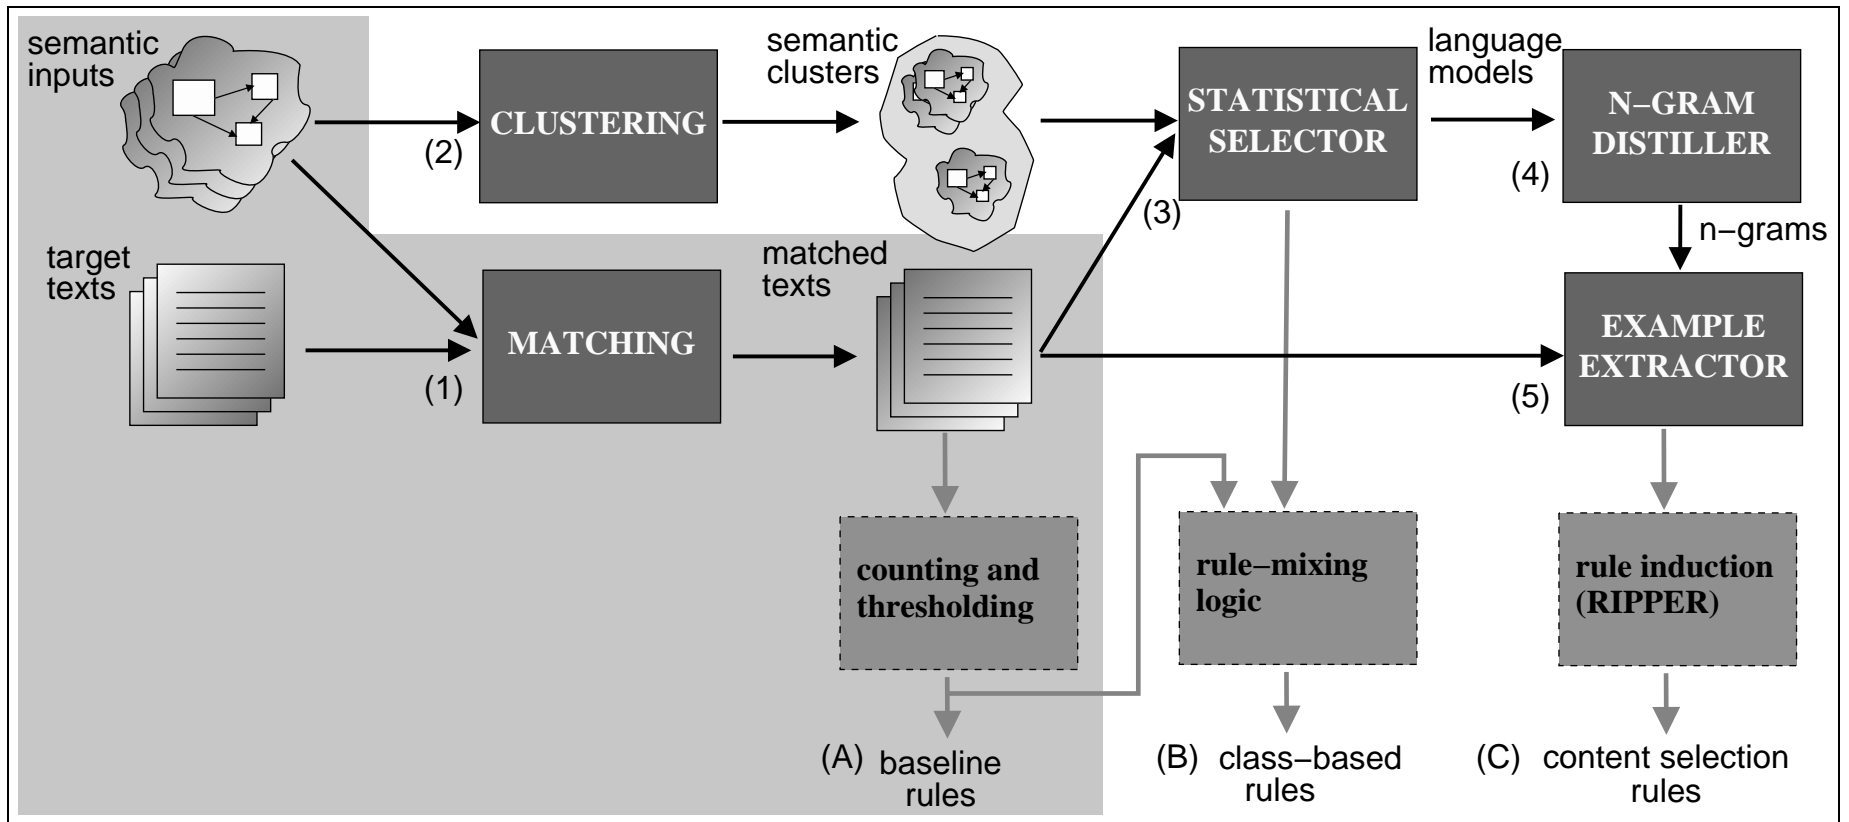 semantic
inputs
(2)
CLUSTERING
semantic
clusters
(3)
STATISTICAL
SELECTOR
language
models
(4)
N−GRAM
DISTILLER
n−grams
target
texts
(1)
MATCHING
matched
texts
(5)
EXAMPLE
EXTRACTOR
counting and
thresholding
rule−mixing
logic
rule induction
(RIPPER)
(A) baseline
rules
(B) class−based
rules
(C) content selection
rules